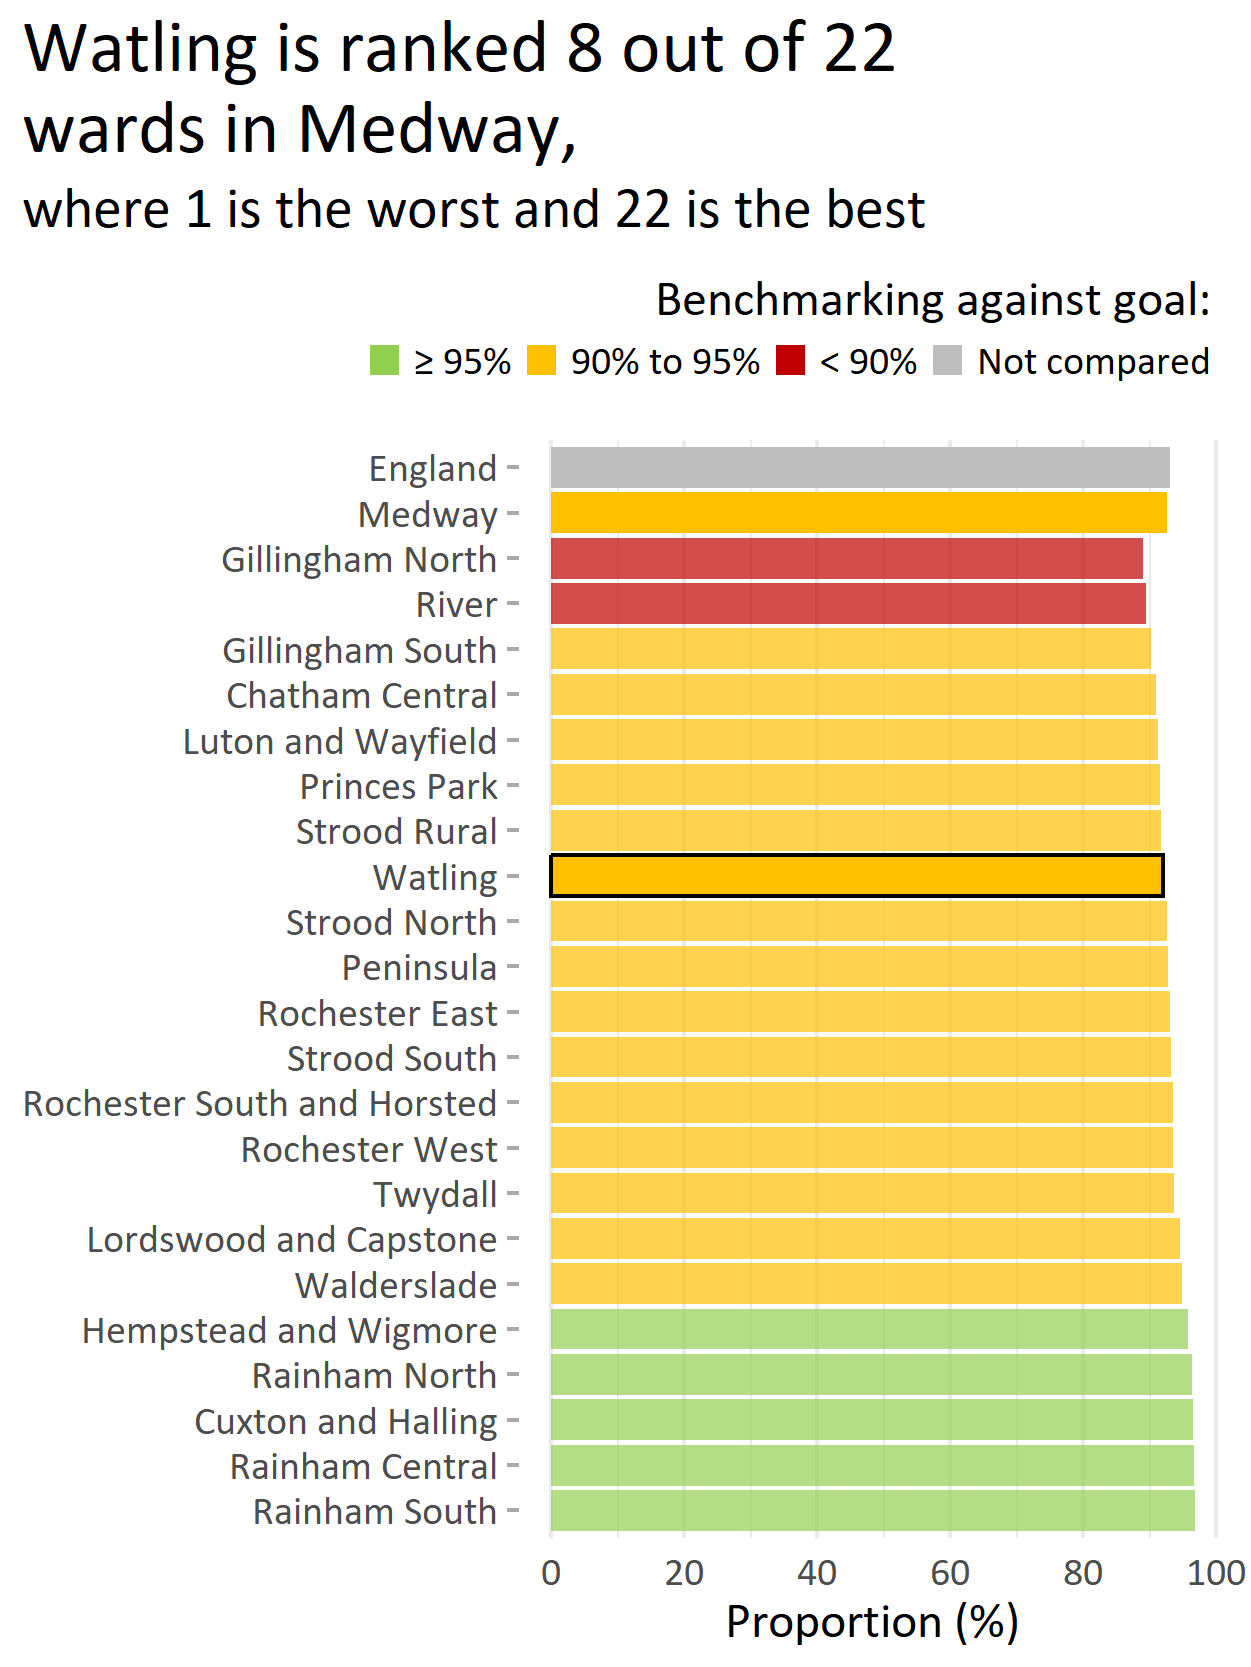 Watling is ranked 8 out of 22
wards in Medway,
where 1 is the worst and 22 is the best
Benchmarking against goal:
≥ 95% 90% to 95% < 90% Not compared
England
Medway
Gillingham North
River
Gillingham South
Chatham Central
Luton and Wayfield
Princes Park
Strood Rural
Watling
Strood North
Peninsula
Rochester East
Strood South
Rochester South and Horsted
Rochester West
Twydall
Lordswood and Capstone
Walderslade
Hempstead and Wigmore
Rainham North
Cuxton and Halling
Rainham Central
Rainham South
0 20 40 60 80 100
Proportion (%)